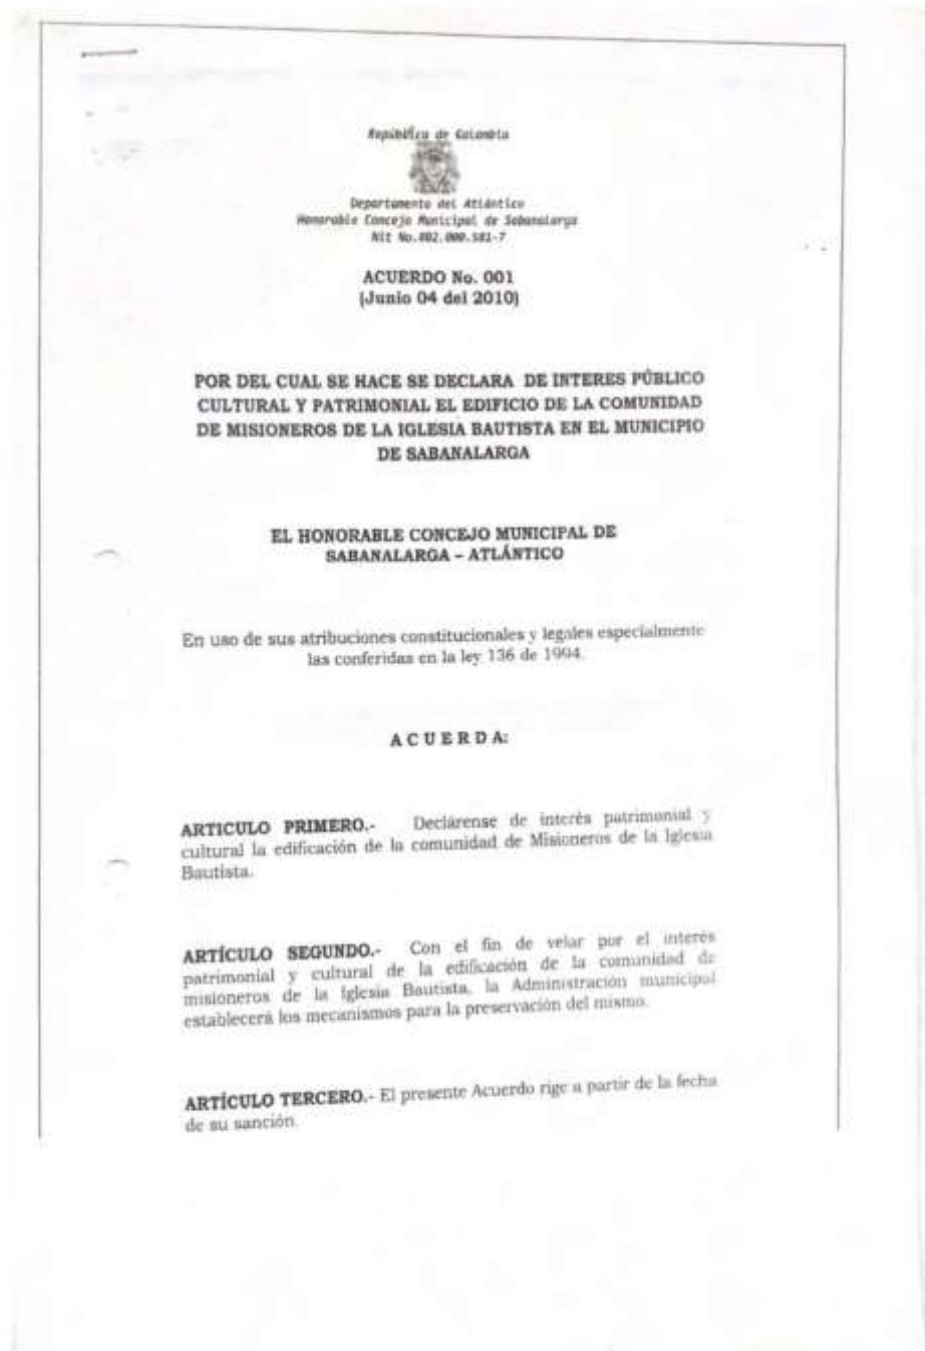 República de Colombia
Departamento del Atlántico
Honorable Concejo Municipal de Sabanalarga
Nit No.802.000.581-7
ACUERDO No. 001
(Junio 04 del 2010)
POR DEL CUAL SE HACE SE DECLARA DE INTERES PÚBLICO
CULTURAL Y PATRIMONIAL EL EDIFICIO DE LA COMUNIDAD
DE MISIONEROS DE LA IGLESIA BAUTISTA EN EL MUNICIPIO
DE SABANALARGA
EL HONORABLE CONCEJO MUNICIPAL DE
SABANALARGA – ATLÁNTICO
En uso de sus atribuciones constitucionales y legales especialmente
las conferidas en la ley 136 de 1994.
A C U E R D A:
ARTICULO PRIMERO.- Declárense de interés patrimonial y
cultural la edificación de la comunidad de Misioneros de la Iglesia
Bautista.
ARTÍCULO SEGUNDO.- Con el fin de velar por el interés
patrimonial y cultural de la edificación de la comunidad de
misioneros de la Iglesia Bautista, la Administración municipal
establecerá los mecanismos para la preservación del mismo.
ARTÍCULO TERCERO.- El presente Acuerdo rige a partir de la fecha
de su sanción.